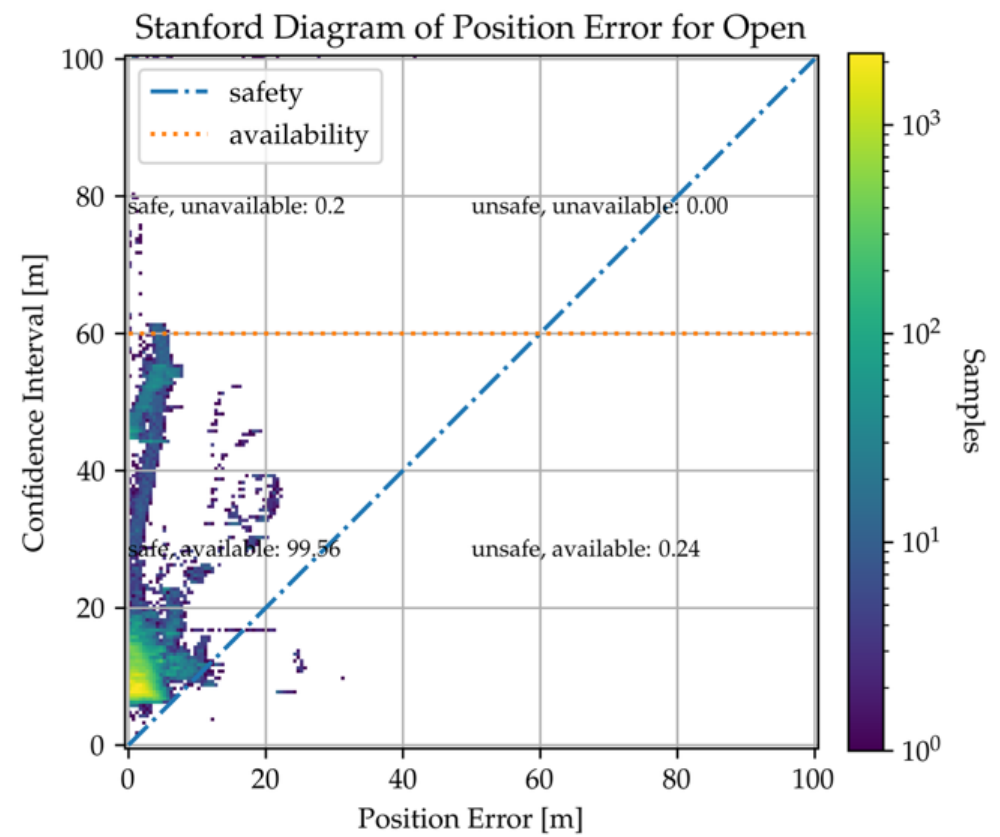 Stanford Diagram of Position Error for Open
safety
availability
safe, unavailable: 0.2
unsafe, unavailable: 0.00
safe, available: 99.56
unsafe, available: 0.24
100
80
60
40
20
0
Confidence Interval [m]
0 20 40 60 80 100
Position Error [m]
10³
10²
10¹
10⁰
Samples